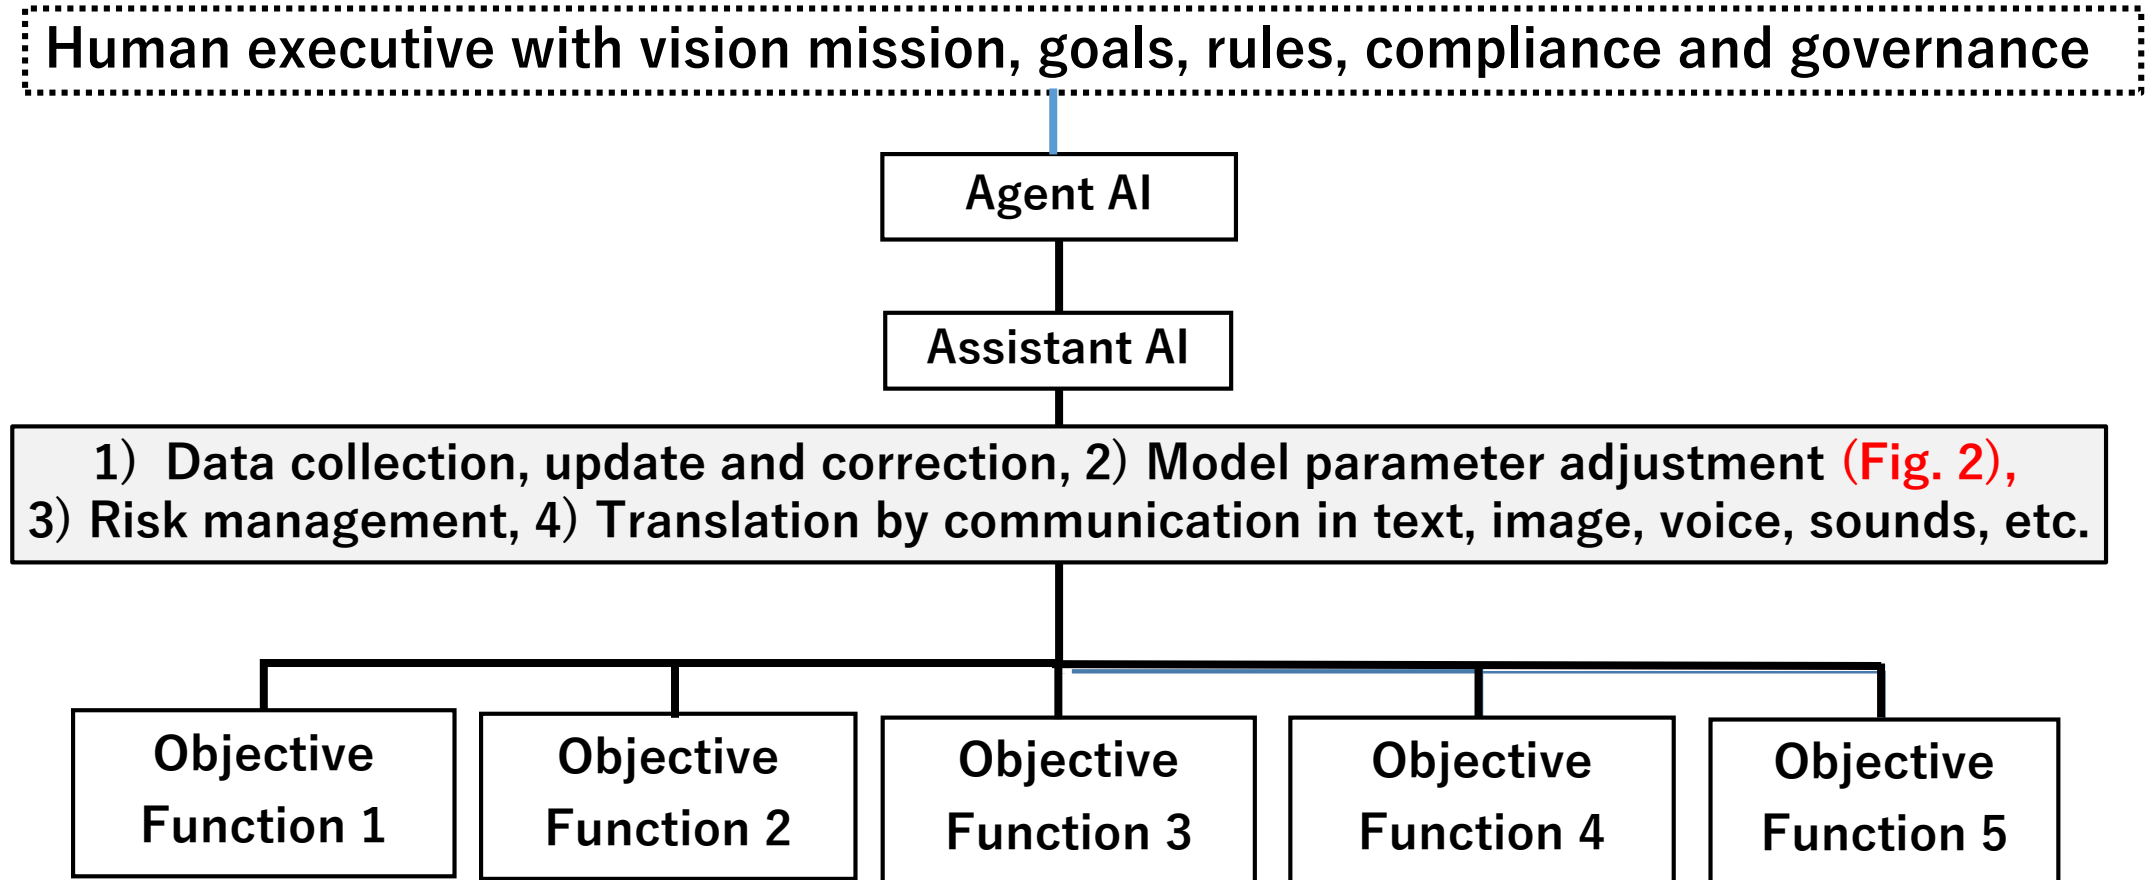 Human executive with vision mission, goals, rules, compliance and governance
Agent AI
Assistant AI
1) Data collection, update and correction, 2) Model parameter adjustment (Fig. 2),
3) Risk management, 4) Translation by communication in text, image, voice, sounds, etc.
Objective
Function 1
Objective
Function 2
Objective
Function 3
Objective
Function 4
Objective
Function 5